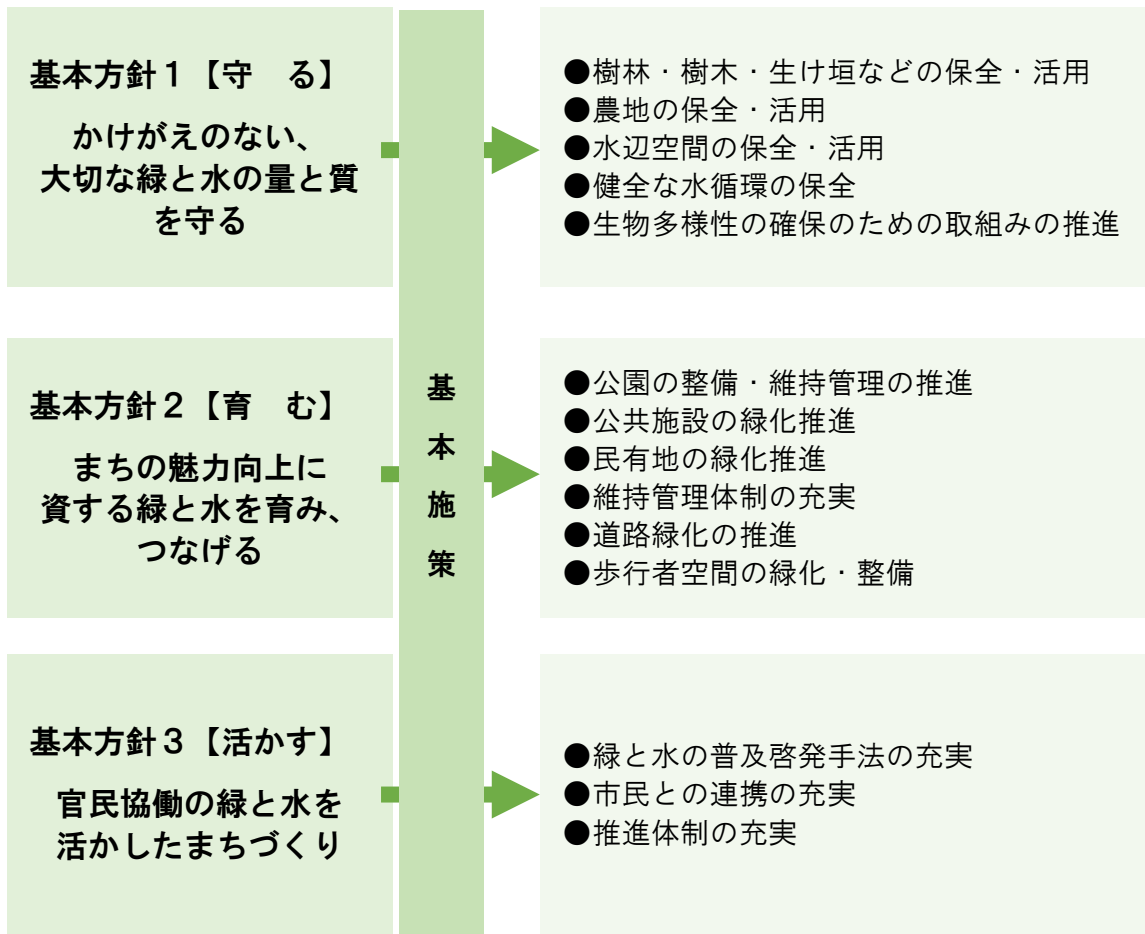 基本方針１【守　る】
かけがえのない、
大切な緑と水の量と質
を守る
●樹林・樹木・生け垣などの保全・活用
●農地の保全・活用
●水辺空間の保全・活用
●健全な水循環の保全
●生物多様性の確保のための取組みの推進
基本施策
基本方針２【育　む】
まちの魅力向上に
資する緑と水を育み、
つなげる
●公園の整備・維持管理の推進
●公共施設の緑化推進
●民有地の緑化推進
●維持管理体制の充実
●道路緑化の推進
●歩行者空間の緑化・整備
基本方針３【活かす】
官民協働の緑と水を
活かしたまちづくり
●緑と水の普及啓発手法の充実
●市民との連携の充実
●推進体制の充実